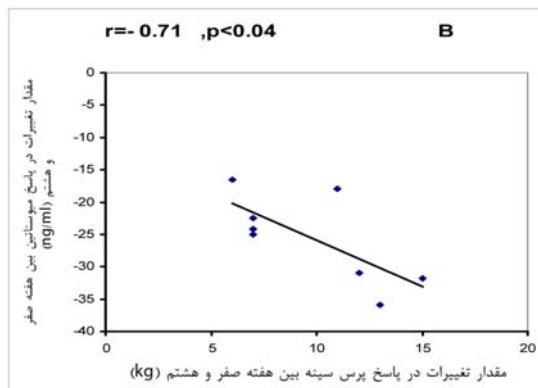 r=- 0.71 ,p<0.04 B
مقدار تغییرات در پاسخ میوستاتین بین هفته صفر
و هشتم (ng/ml)
0
-5
-10
-15
-20
-25
-30
-35
-40
0 5 10 15 20
مقدار تغییرات در پاسخ پرس سینه بین هفته صفر و هشتم (kg)